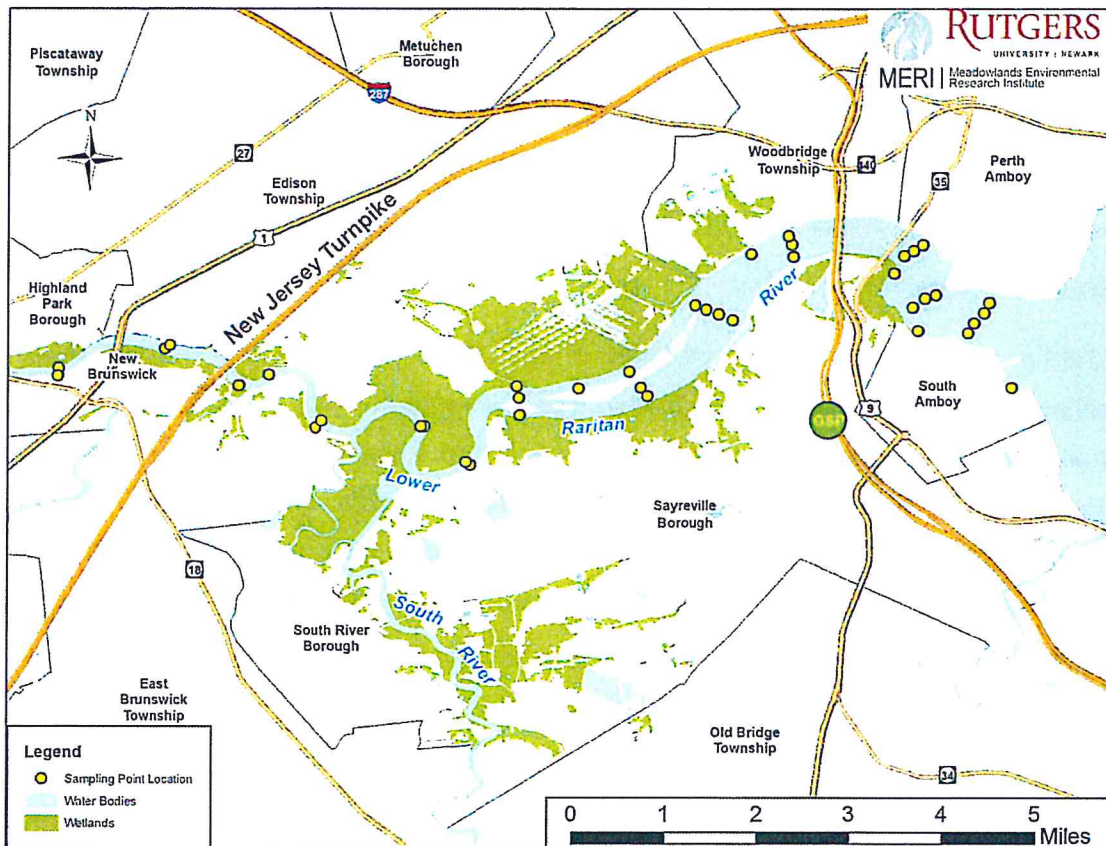 RUTGERS
UNIVERSITY | NEWARK
MERI | Meadowlands Environmental
Research Institute
Piscataway
Township
Metuchen
Borough
287
N
27
Woodbridge
Township
440
Perth
Amboy
35
Edison
Township
1
New Jersey Turnpike
Highland
Park
Borough
New
Brunswick
River
Raritan
Lower
South
Amboy
9
GSP
Sayreville
Borough
18
South
River
South River
Borough
East
Brunswick
Township
Old Bridge
Township
34
Legend
Sampling Point Location
Water Bodies
Wetlands
0 1 2 3 4 5
Miles